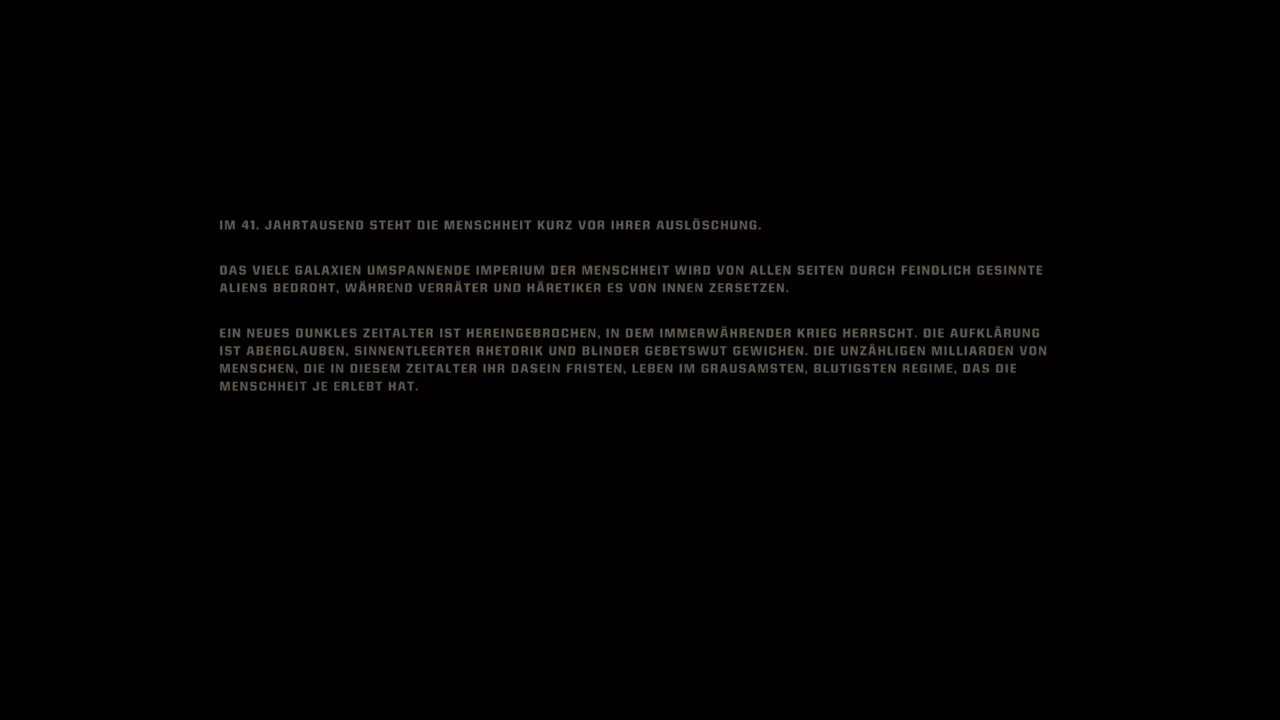 IM 41. JAHRTAUSEND STEHT DIE MENSCHHEIT KURZ VOR IHRER AUSLÖSCHUNG.
DAS VIELE GALAXIEN UMSPANNENDE IMPERIUM DER MENSCHHEIT WIRD VON ALLEN SEITEN DURCH FEINDLICH GESINNTE
ALIENS BEDROHT, WÄHREND VERRÄTER UND HÄRETIKER ES VON INNEN ZERSETZEN.
EIN NEUES DUNKLES ZEITALTER IST HEREINGEBROCHEN, IN DEM IMMERWÄHRENDER KRIEG HERRSCHT. DIE AUFKLÄRUNG
IST ABERGLAUBEN, SINNENTLEERTER RHETORIK UND BLINDER GEBETSWUT GEWICHEN. DIE UNZÄHLIGEN MILLIARDEN VON
MENSCHEN, DIE IN DIESEM ZEITALTER IHR DASEIN FRISTEN, LEBEN IM GRAUSAMSTEN, BLUTIGSTEN REGIME, DAS DIE
MENSCHHEIT JE ERLEBT HAT.